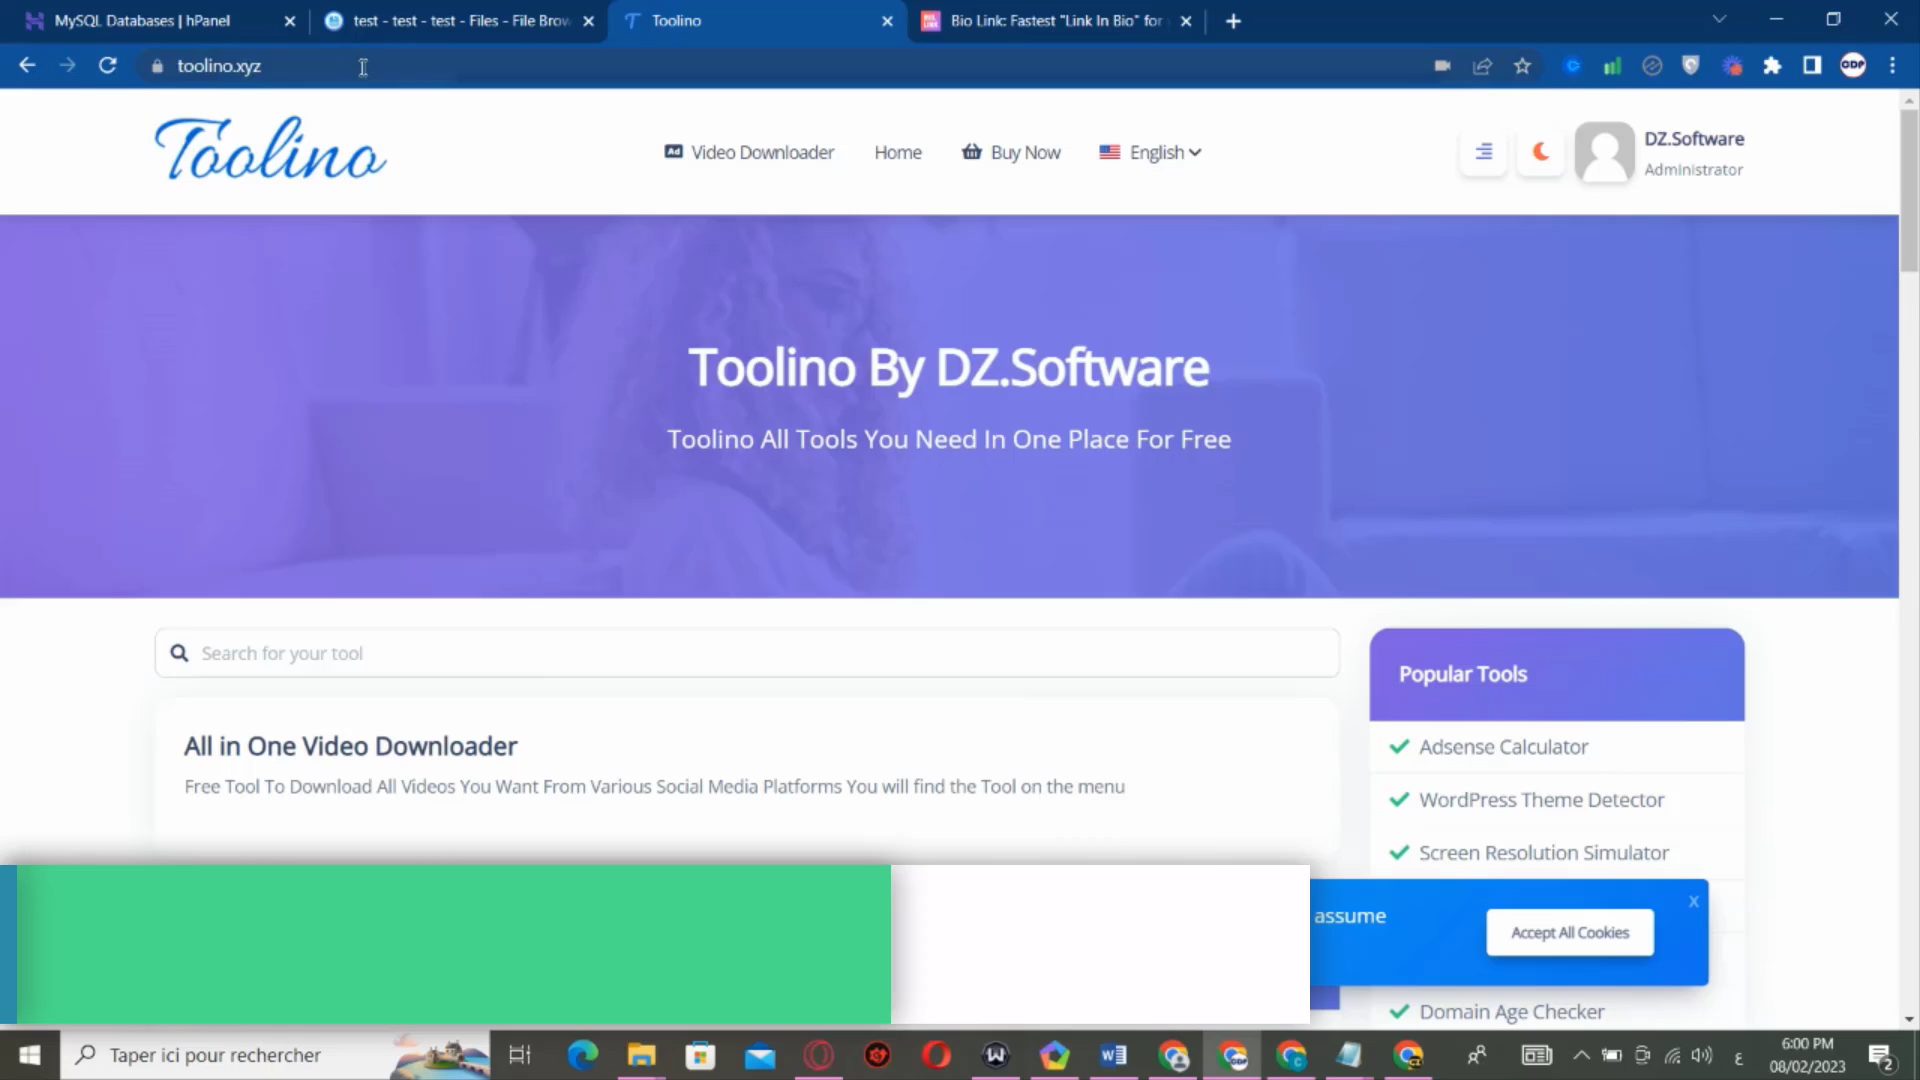 MySQL Databases | hPanel
test - test - test - Files - File Brow
Toolino
Bio Link: Fastest "Link In Bio" for
toolino.xyz
GDP
Toolino
Ad Video Downloader
Home
Buy Now
English
DZ.Software
Administrator
Toolino By DZ.Software
Toolino All Tools You Need In One Place For Free
Search for your tool
All in One Video Downloader
Free Tool To Download All Videos You Want From Various Social Media Platforms You will find the Tool on the menu
Popular Tools
Adsense Calculator
WordPress Theme Detector
Screen Resolution Simulator
assume
X
Accept All Cookies
Domain Age Checker
Taper ici pour rechercher
ع
6:00 PM
08/02/2023
2